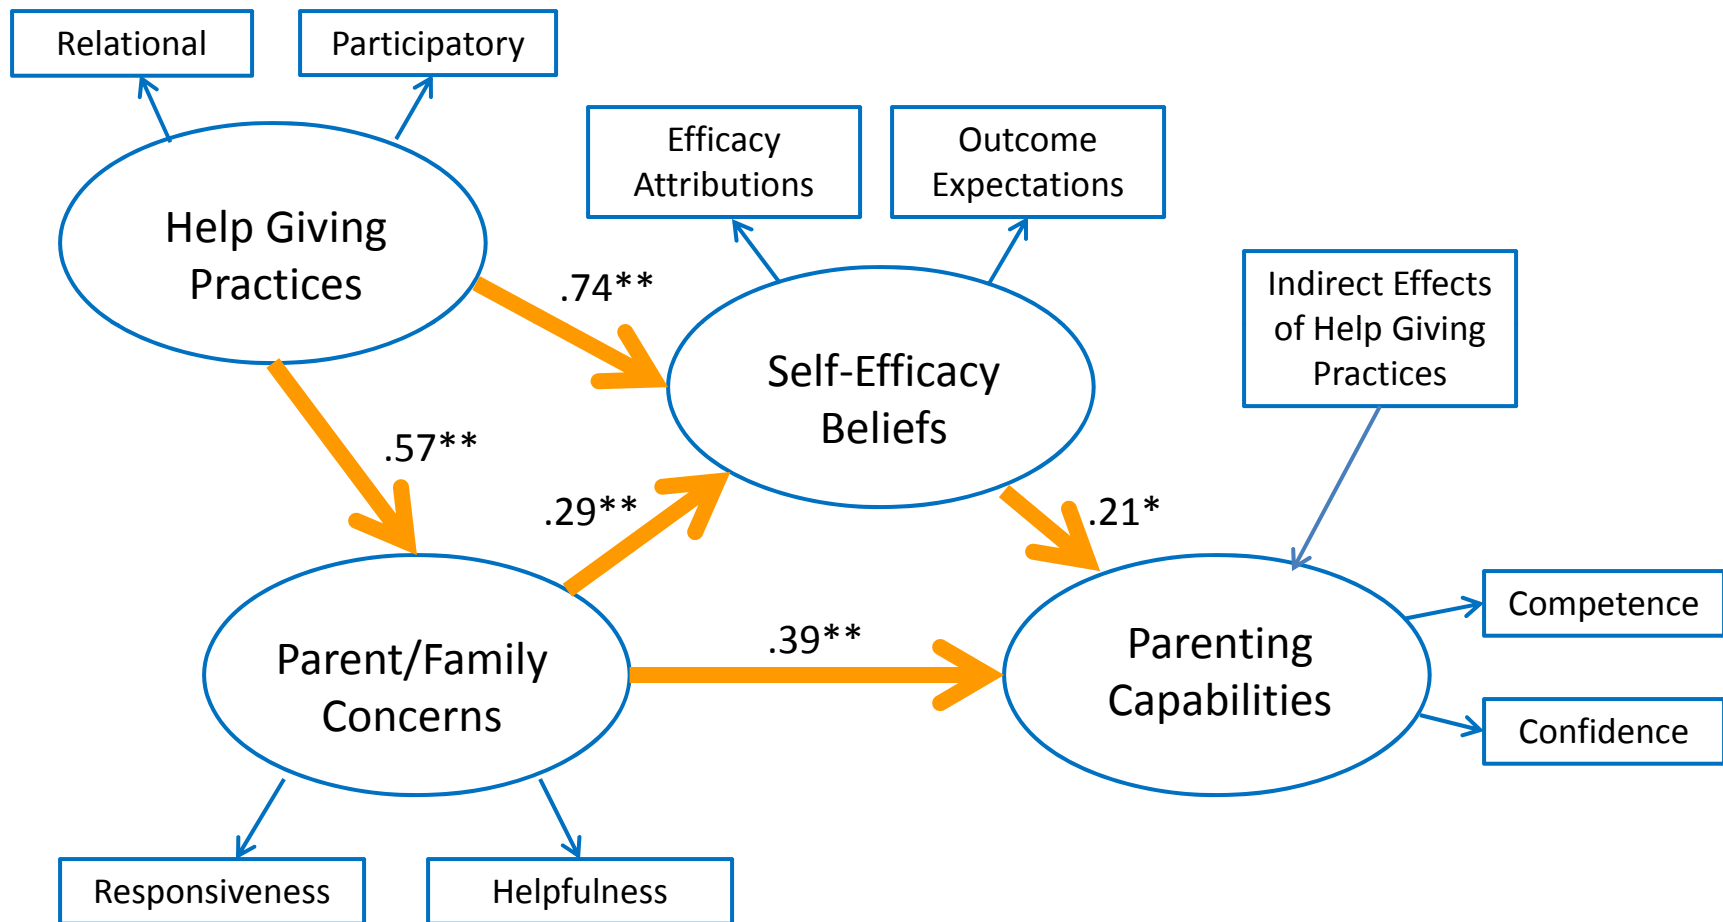 Relational
Participatory
Efficacy
Attributions
Outcome
Expectations
Help Giving
Practices
.74**
Indirect Effects
of Help Giving
Practices
Self-Efficacy
Beliefs
.57**
.29**
.21*
Parent/Family
Concerns
.39**
Parenting
Capabilities
Competence
Confidence
Responsiveness
Helpfulness